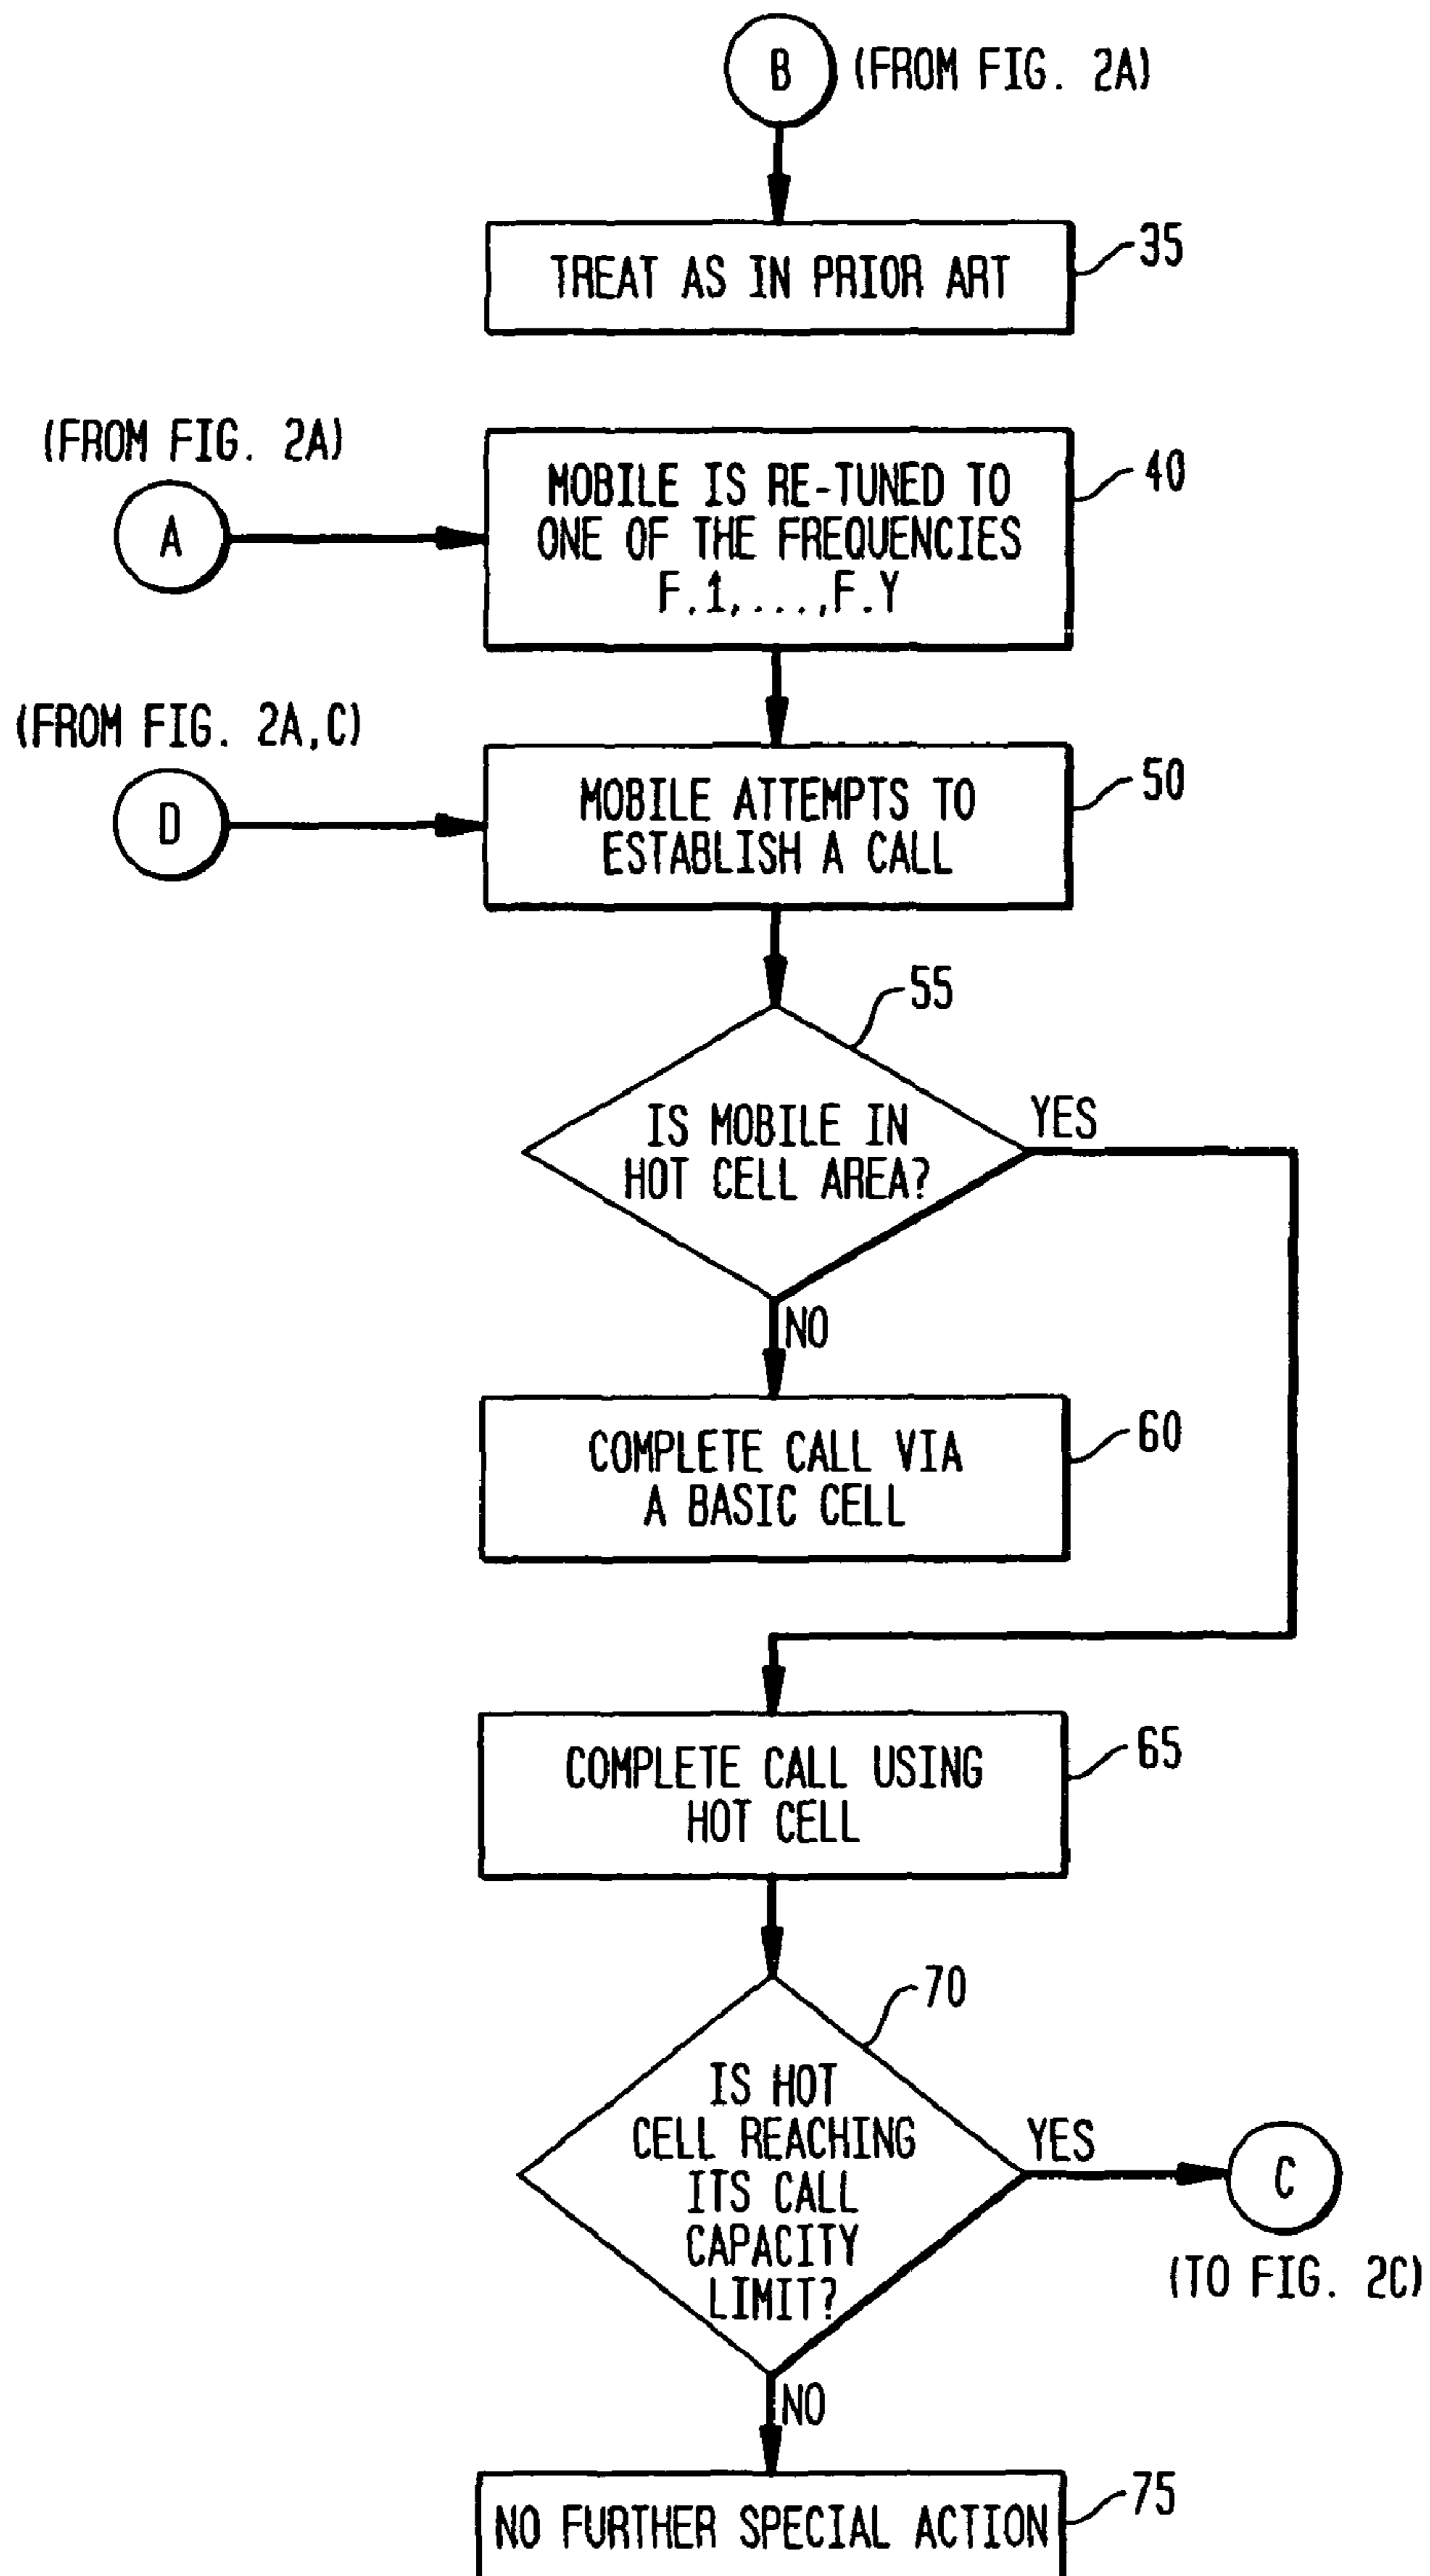 B (FROM FIG. 2A)
TREAT AS IN PRIOR ART
35
(FROM FIG. 2A)
A
MOBILE IS RE-TUNED TO
ONE OF THE FREQUENCIES
F.1,...,F.Y
40
(FROM FIG. 2A,C)
D
MOBILE ATTEMPTS TO
ESTABLISH A CALL
50
55
IS MOBILE IN
HOT CELL AREA?
YES
NO
COMPLETE CALL VIA
A BASIC CELL
60
COMPLETE CALL USING
HOT CELL
65
70
IS HOT
CELL REACHING
ITS CALL
CAPACITY
LIMIT?
YES
C
(TO FIG. 2C)
NO
NO FURTHER SPECIAL ACTION
75